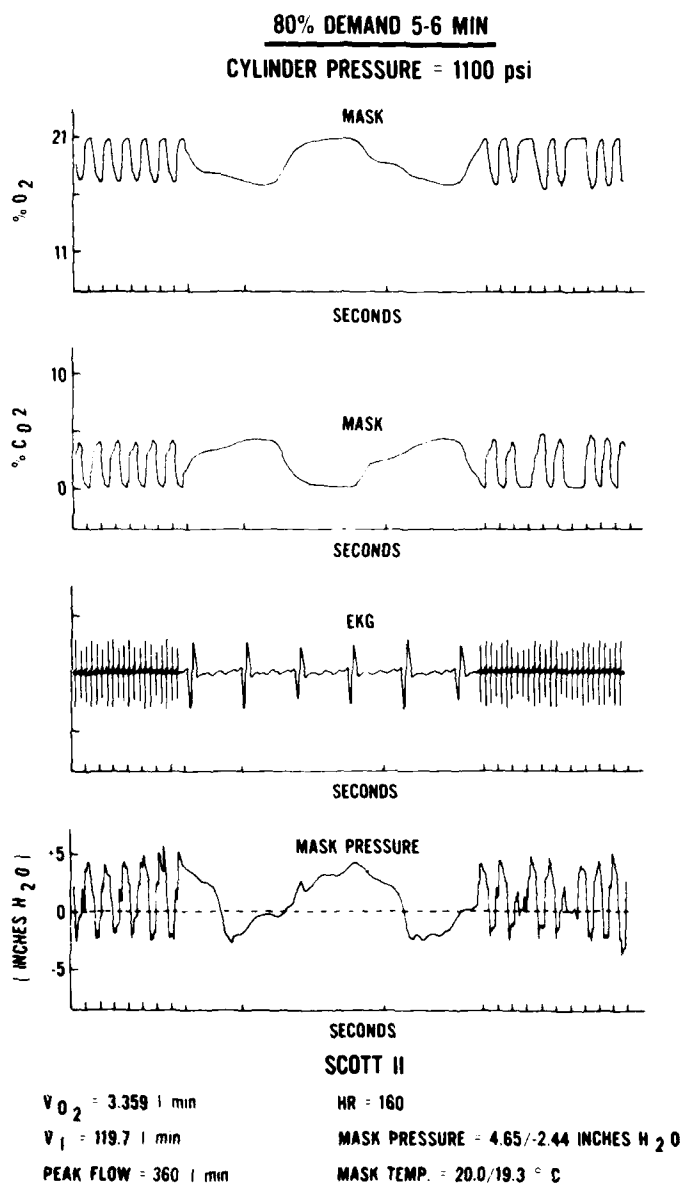 80% DEMAND 5-6 MIN
CYLINDER PRESSURE = 1100 psi
MASK
21
% O2
11
SECONDS
10
MASK
% CO2
0
SECONDS
EKG
SECONDS
+5
MASK PRESSURE
( INCHES H2O )
0
-5
SECONDS
SCOTT II
V̇O2 = 3.359 l min
HR = 160
V̇I = 119.7 l min
MASK PRESSURE = 4.65/-2.44 INCHES H2O
PEAK FLOW = 360 l min
MASK TEMP. = 20.0/19.3 ° C